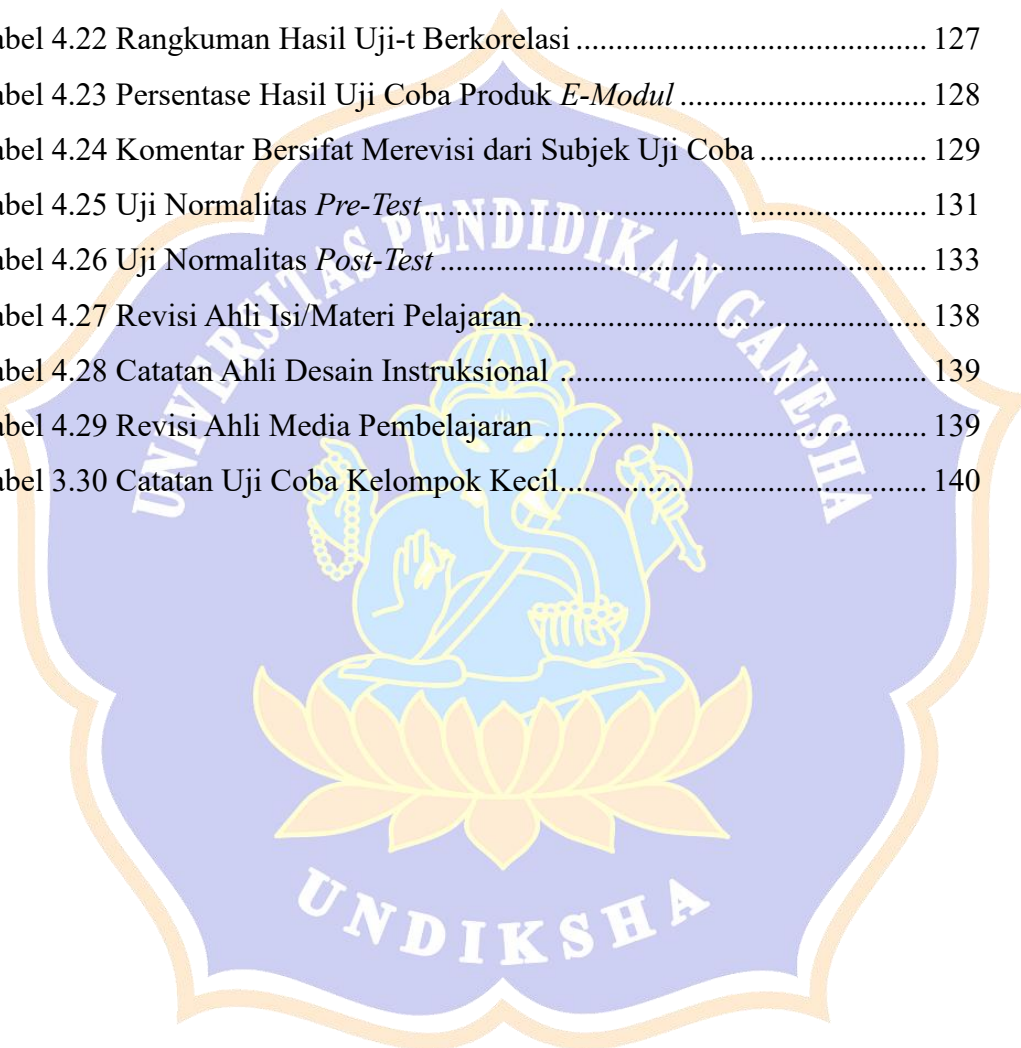 abel 4.22 Rangkuman Hasil Uji-t Berkorelasi .................................... 127
abel 4.23 Persentase Hasil Uji Coba Produk E-Modul ......................... 128
abel 4.24 Komentar Bersifat Merevisi dari Subjek Uji Coba ................. 129
abel 4.25 Uji Normalitas Pre-Test..................................................... 131
abel 4.26 Uji Normalitas Post-Test ................................................... 133
abel 4.27 Revisi Ahli Isi/Materi Pelajaran .......................................... 138
abel 4.28 Catatan Ahli Desain Instruksional ...................................... 139
abel 4.29 Revisi Ahli Media Pembelajaran ........................................ 139
abel 3.30 Catatan Uji Coba Kelompok Kecil...................................... 140
UNIVERSITAS PENDIDIKAN GANESHA
UNDIKSHA